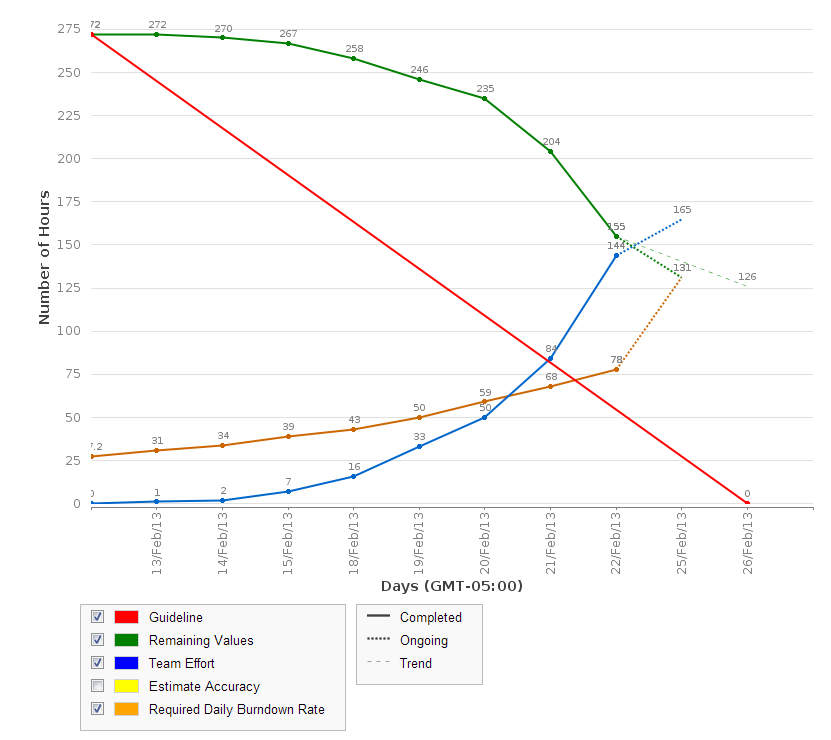 275
250
225
200
175
150
125
100
75
50
25
0
Number of Hours
72
272
270
267
258
246
235
204
155
131
126
165
144
84
50
33
16
7
2
1
0
7.2
31
34
39
43
50
59
68
78
0
13/Feb/13
14/Feb/13
15/Feb/13
18/Feb/13
19/Feb/13
20/Feb/13
21/Feb/13
22/Feb/13
25/Feb/13
26/Feb/13
Days (GMT-05:00)
Guideline
Remaining Values
Team Effort
Estimate Accuracy
Required Daily Burndown Rate
Completed
Ongoing
Trend